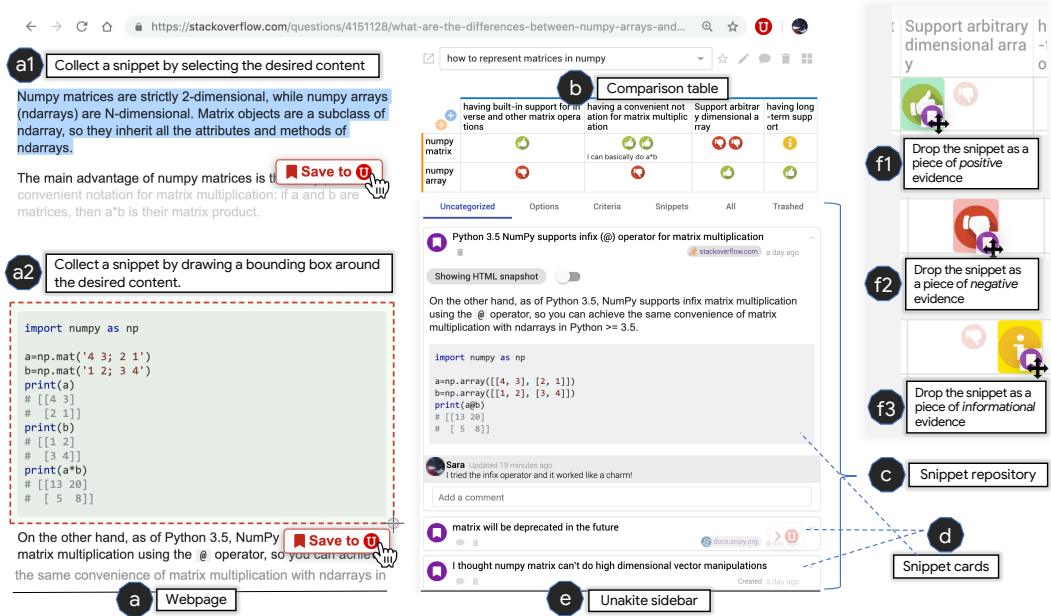 https://stackoverflow.com/questions/4151128/what-are-the-differences-between-numpy-arrays-and...
a1
Collect a snippet by selecting the desired content
Numpy matrices are strictly 2-dimensional, while numpy arrays
(ndarrays) are N-dimensional. Matrix objects are a subclass of
ndarray, so they inherit all the attributes and methods of
ndarrays.
Save to
The main advantage of numpy matrices is th
convenient notation for matrix multiplication: if a and b are
matrices, then a*b is their matrix product.
a2
Collect a snippet by drawing a bounding box around
the desired content.
import numpy as np
a=np.mat('4 3; 2 1')
b=np.mat('1 2; 3 4')
print(a)
# [[4 3]
#  [2 1]]
print(b)
# [[1 2]
#  [3 4]]
print(a*b)
# [[13 20]
#  [ 5  8]]
On the other hand, as of Python 3.5, NumPy
Save to
matrix multiplication using the @ operator, so you can achieve
the same convenience of matrix multiplication with ndarrays in
a
Webpage
how to represent matrices in numpy
b
Comparison table
having built-in support for in
verse and other matrix opera
tions
having a convenient not
ation for matrix multiplic
ation
Support arbitrar
y dimensional a
rray
having long
-term supp
ort
numpy
matrix
I can basically do a*b
numpy
array
Uncategorized
Options
Criteria
Snippets
All
Trashed
Python 3.5 NumPy supports infix (@) operator for matrix multiplication
stackoverflow.com
a day ago
Showing HTML snapshot
On the other hand, as of Python 3.5, NumPy supports infix matrix multiplication
using the @ operator, so you can achieve the same convenience of matrix
multiplication with ndarrays in Python >= 3.5.
import numpy as np
a=np.array([[4, 3], [2, 1]])
b=np.array([[1, 2], [3, 4]])
print(a@b)
# [[13 20]
#  [ 5  8]]
Sara Updated 19 minutes ago
I tried the infix operator and it worked like a charm!
Add a comment
matrix will be deprecated in the future
docs.scipy.org
a day ago
I thought numpy matrix can't do high dimensional vector manipulations
Created a day ago
e
Unakite sidebar
Support arbitrary
dimensional arra
y
h
-t
o
f1
Drop the snippet as a
piece of positive
evidence
f2
Drop the snippet as
a piece of negative
evidence
f3
Drop the snippet as a
piece of informational
evidence
c
Snippet repository
d
Snippet cards